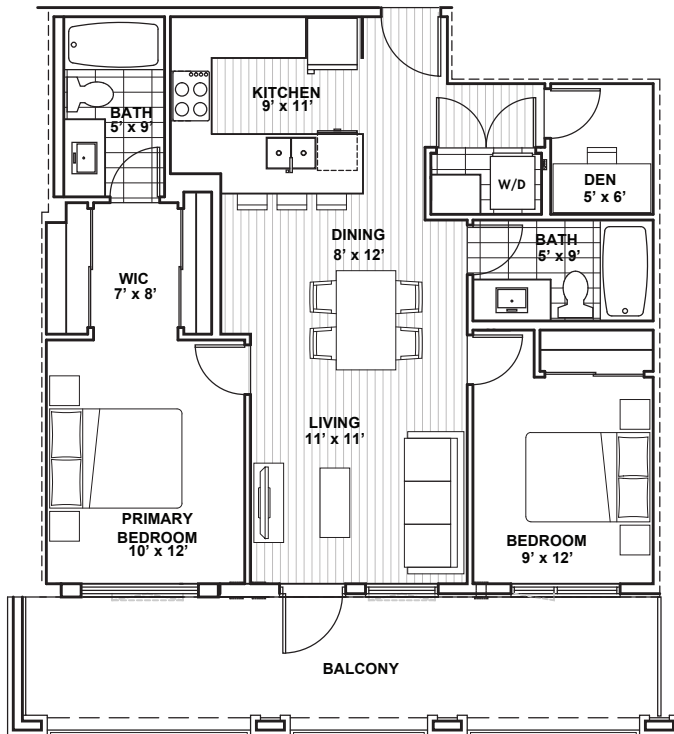 KITCHEN
9' x 11'
BATH
5' x 9'
W/D
DEN
5' x 6'
DINING
8' x 12'
BATH
5' x 9'
WIC
7' x 8'
LIVING
11' x 11'
PRIMARY
BEDROOM
10' x 12'
BEDROOM
9' x 12'
BALCONY